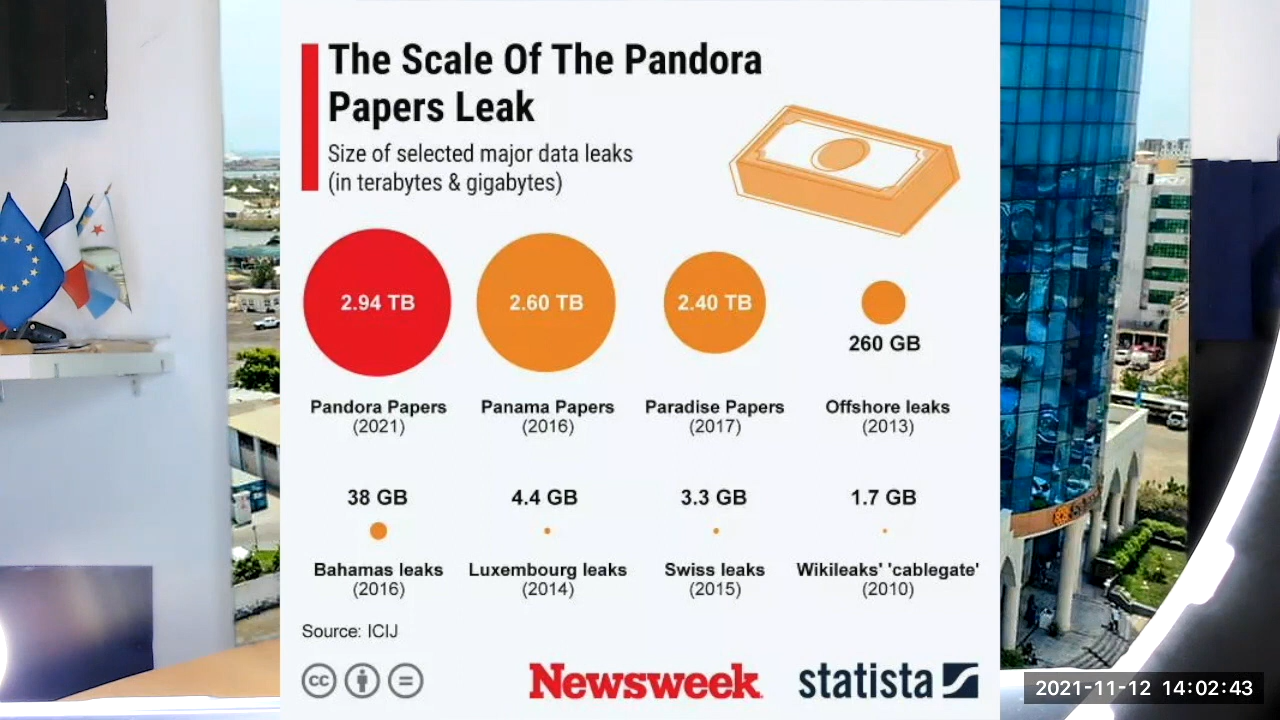 The Scale Of The Pandora
Papers Leak
Size of selected major data leaks
(in terabytes & gigabytes)
2.94 TB
2.60 TB
2.40 TB
260 GB
Pandora Papers
(2021)
Panama Papers
(2016)
Paradise Papers
(2017)
Offshore leaks
(2013)
38 GB
4.4 GB
3.3 GB
1.7 GB
Bahamas leaks
(2016)
Luxembourg leaks
(2014)
Swiss leaks
(2015)
Wikileaks' 'cablegate'
(2010)
Source: ICIJ
cc
Newsweek
statista
2021-11-12 14:02:43